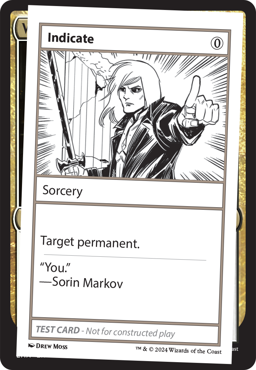 Indicate 0
Sorcery
Target permanent.
“You.”
—Sorin Markov
TEST CARD - Not for constructed play
Drew Moss ™ & © 2024 Wizards of the Coast